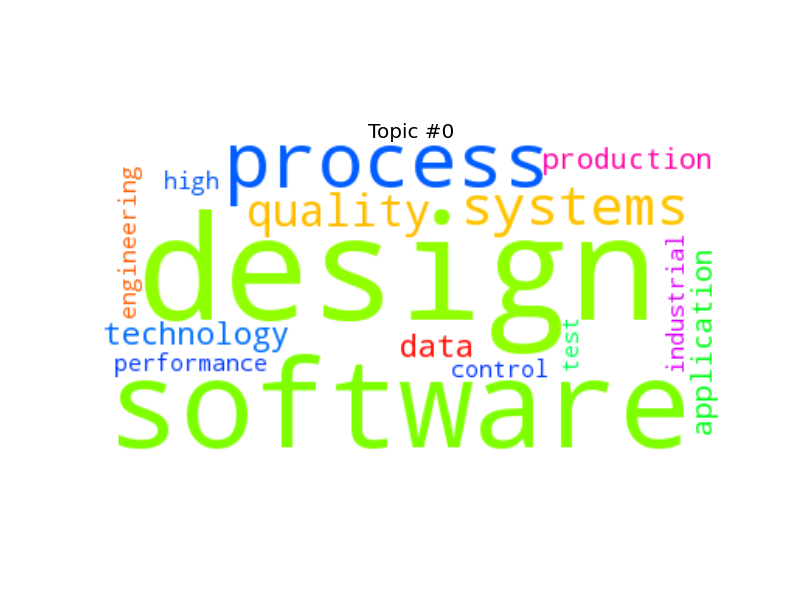 Topic #0
process
production
high
engineering
quality
systems
design
industrial
application
technology
data
test
performance
control
software